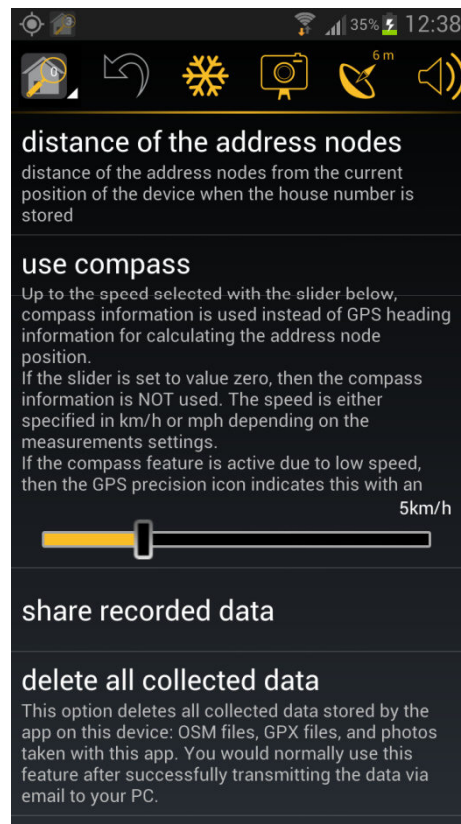 35% 12:38
3
0
6 m
distance of the address nodes
distance of the address nodes from the current
position of the device when the house number is
stored
use compass
Up to the speed selected with the slider below,
compass information is used instead of GPS heading
information for calculating the address node
position.
If the slider is set to value zero, then the compass
information is NOT used. The speed is either
specified in km/h or mph depending on the
measurements settings.
If the compass feature is active due to low speed,
then the GPS precision icon indicates this with an
5km/h
share recorded data
delete all collected data
This option deletes all collected data stored by the
app on this device: OSM files, GPX files, and photos
taken with this app. You would normally use this
feature after successfully transmitting the data via
email to your PC.